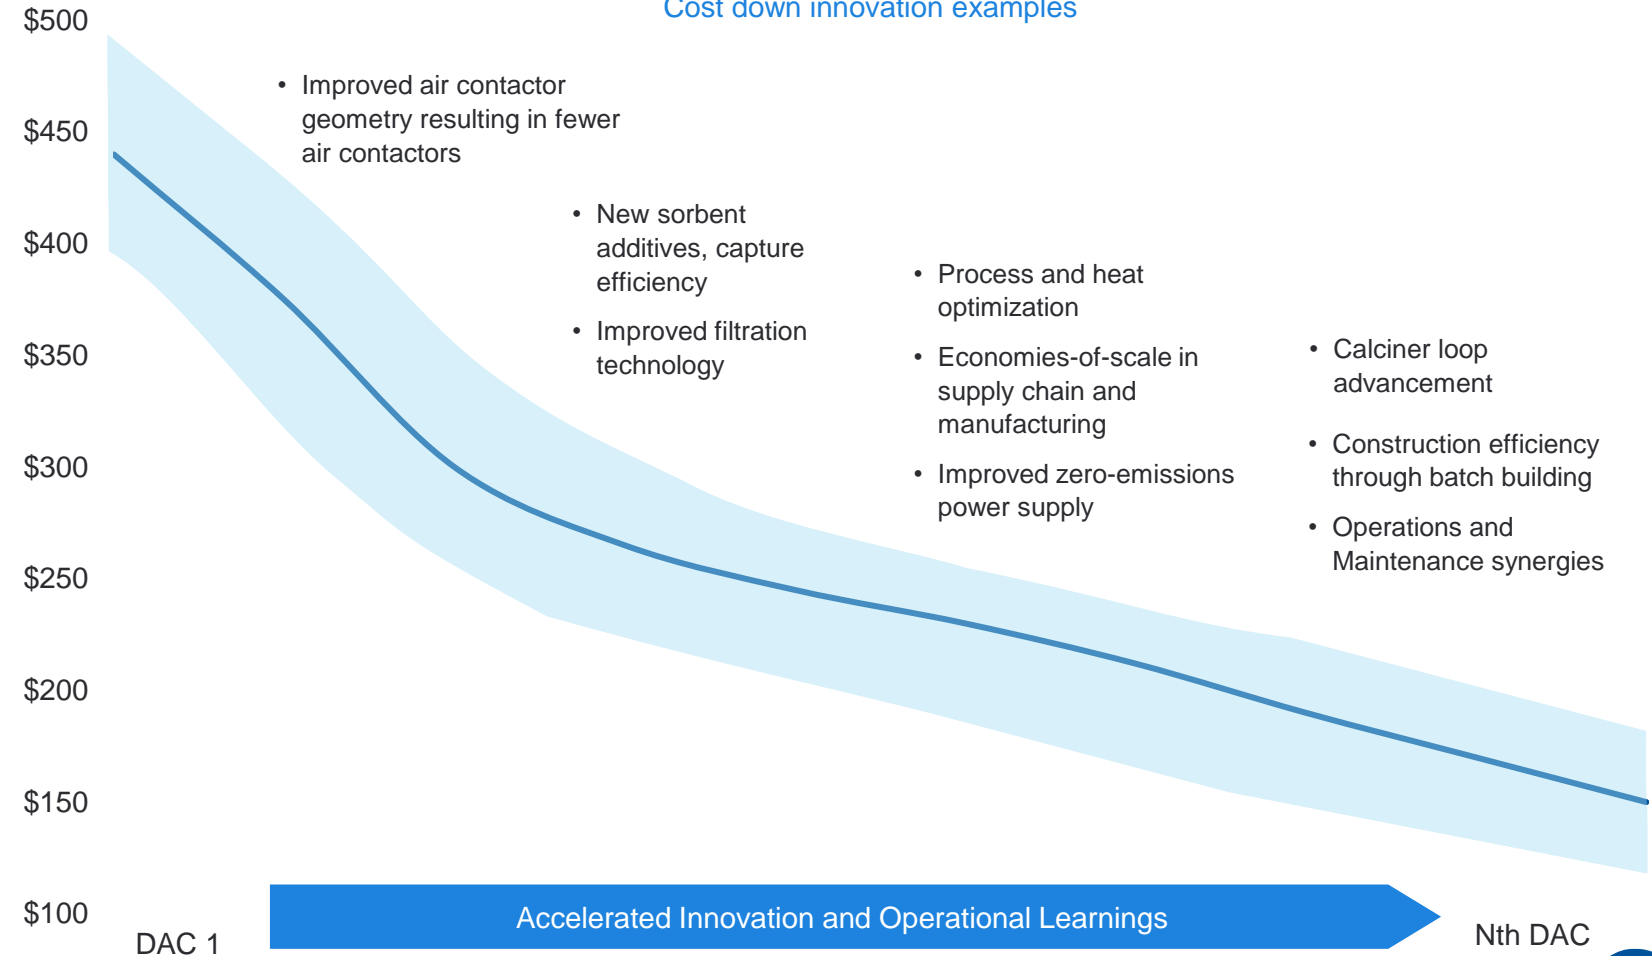 Cost down innovation examples
$500
$450
$400
$350
$300
$250
$200
$150
$100
• Improved air contactor
geometry resulting in fewer
air contactors
• New sorbent
additives, capture
efficiency
• Improved filtration
technology
• Process and heat
optimization
• Economies-of-scale in
supply chain and
manufacturing
• Improved zero-emissions
power supply
• Calciner loop
advancement
• Construction efficiency
through batch building
• Operations and
Maintenance synergies
Accelerated Innovation and Operational Learnings
DAC 1
Nth DAC